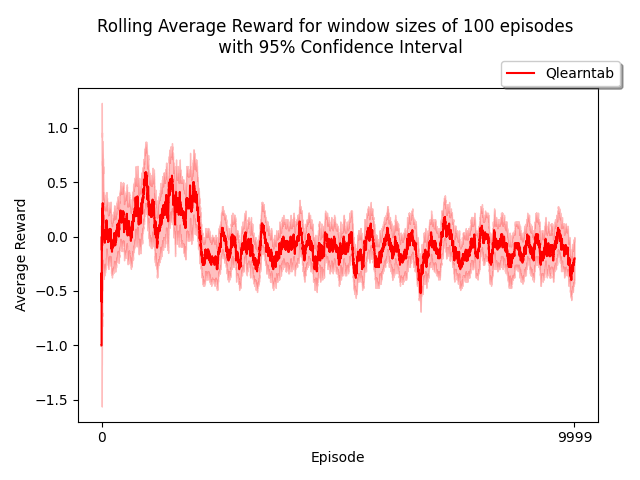 Rolling Average Reward for window sizes of 100 episodes
with 95% Confidence Interval
Qlearntab
1.0
0.5
0.0
−0.5
−1.0
−1.5
Average Reward
0
9999
Episode